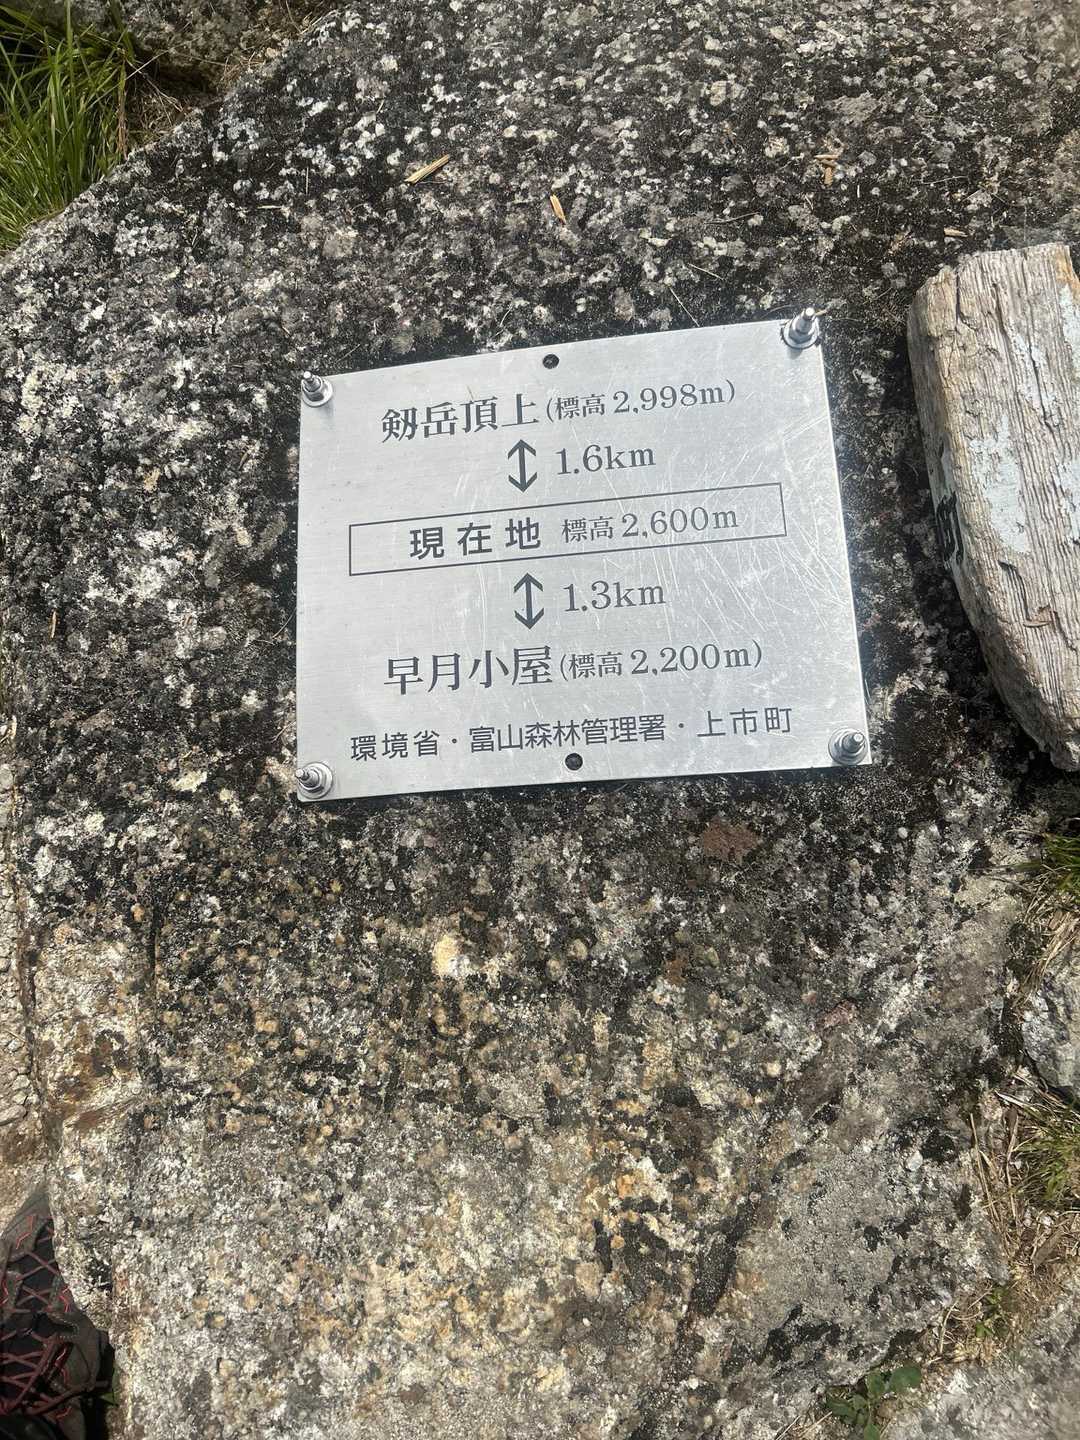 剱岳頂上(標高2,998m)
↕ 1.6km
現在地 標高2,600m
↕ 1.3km
早月小屋(標高2,200m)
環境省・富山森林管理署・上市町